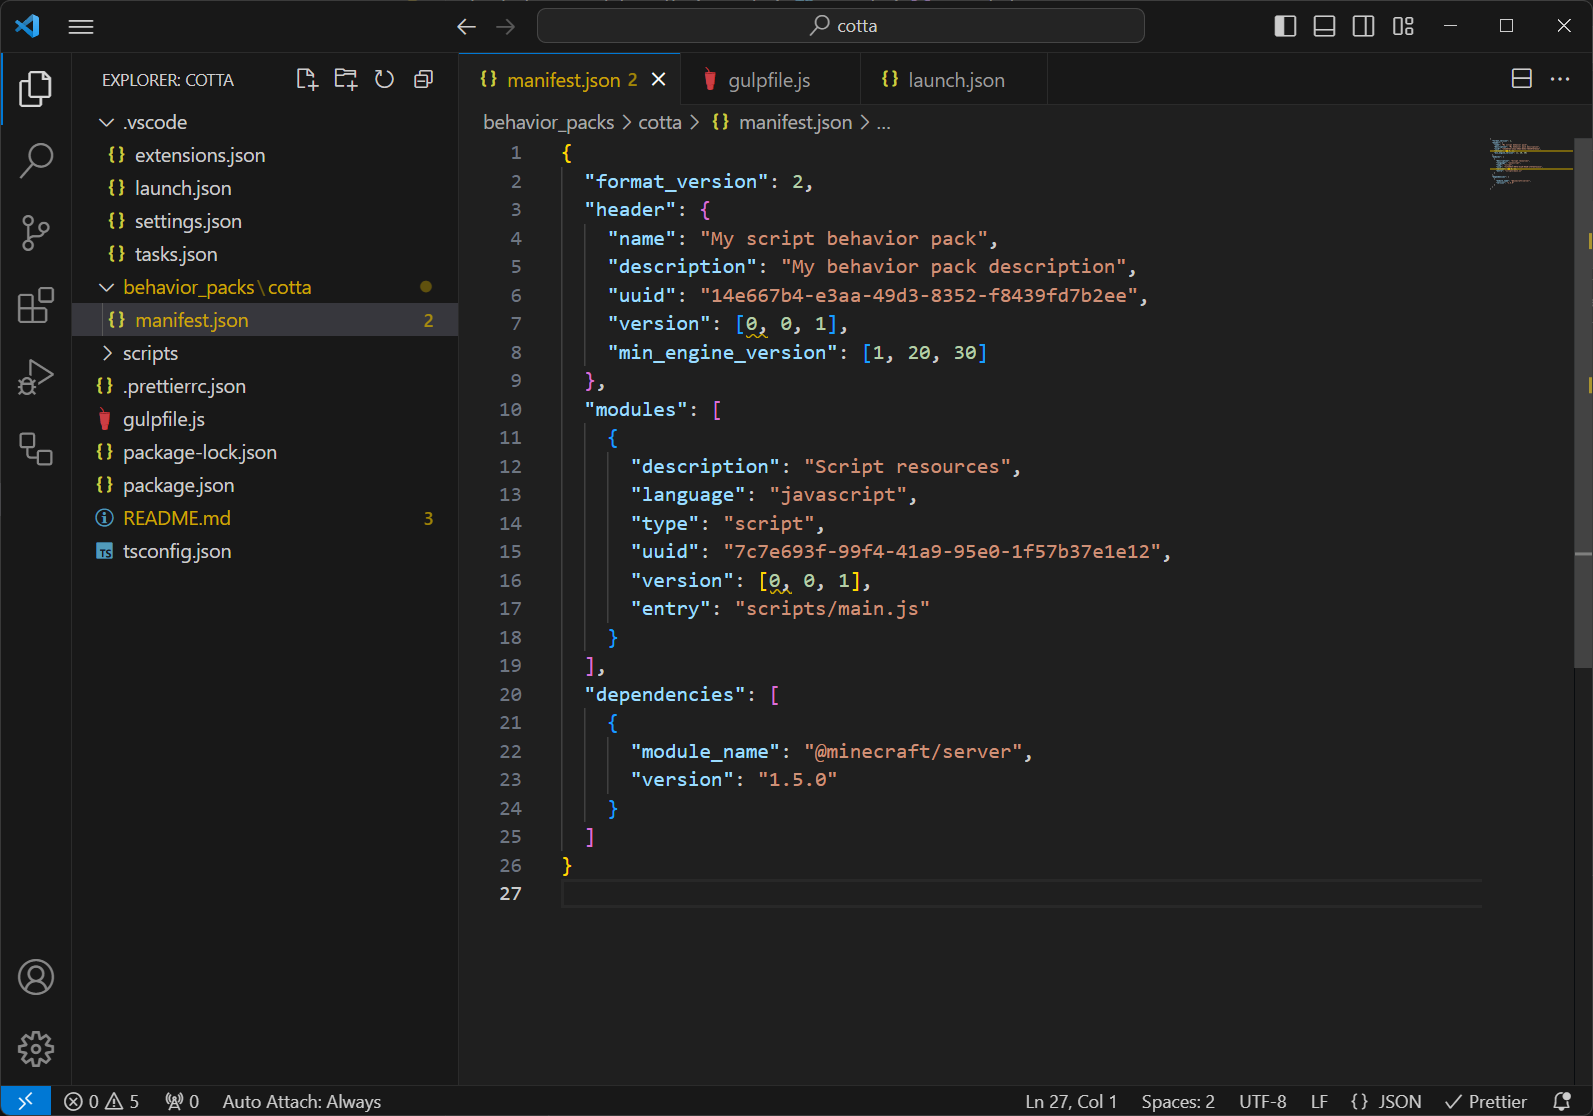 cotta
EXPLORER: COTTA
.vscode
{} extensions.json
{} launch.json
{} settings.json
{} tasks.json
behavior_packs\cotta
{} manifest.json 2
scripts
{} .prettierrc.json
gulpfile.js
{} package-lock.json
{} package.json
README.md 3
TS tsconfig.json
{} manifest.json 2
gulpfile.js
{} launch.json
behavior_packs > cotta > {} manifest.json > ...
1 {
2 "format_version": 2,
3 "header": {
4 "name": "My script behavior pack",
5 "description": "My behavior pack description",
6 "uuid": "14e667b4-e3aa-49d3-8352-f8439fd7b2ee",
7 "version": [0, 0, 1],
8 "min_engine_version": [1, 20, 30]
9 },
10 "modules": [
11 {
12 "description": "Script resources",
13 "language": "javascript",
14 "type": "script",
15 "uuid": "7c7e693f-99f4-41a9-95e0-1f57b37e1e12",
16 "version": [0, 0, 1],
17 "entry": "scripts/main.js"
18 }
19 ],
20 "dependencies": [
21 {
22 "module_name": "@minecraft/server",
23 "version": "1.5.0"
24 }
25 ]
26 }
27
0 5 0 Auto Attach: Always Ln 27, Col 1 Spaces: 2 UTF-8 LF {} JSON Prettier